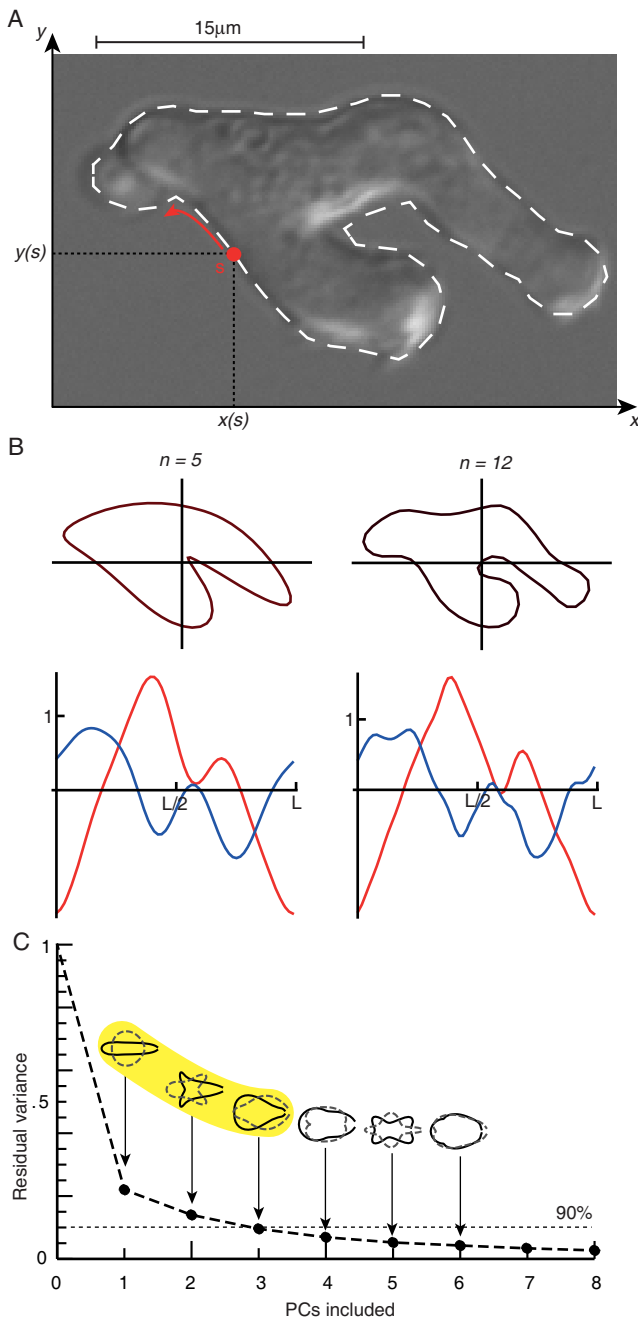 A
y
15μm
y(s)
s
x(s)
x
B
n = 5
n = 12
1
L/2
L
1
L/2
L
C
1
.5
0
Residual variance
90%
0
1
2
3
4
5
6
7
8
PCs included